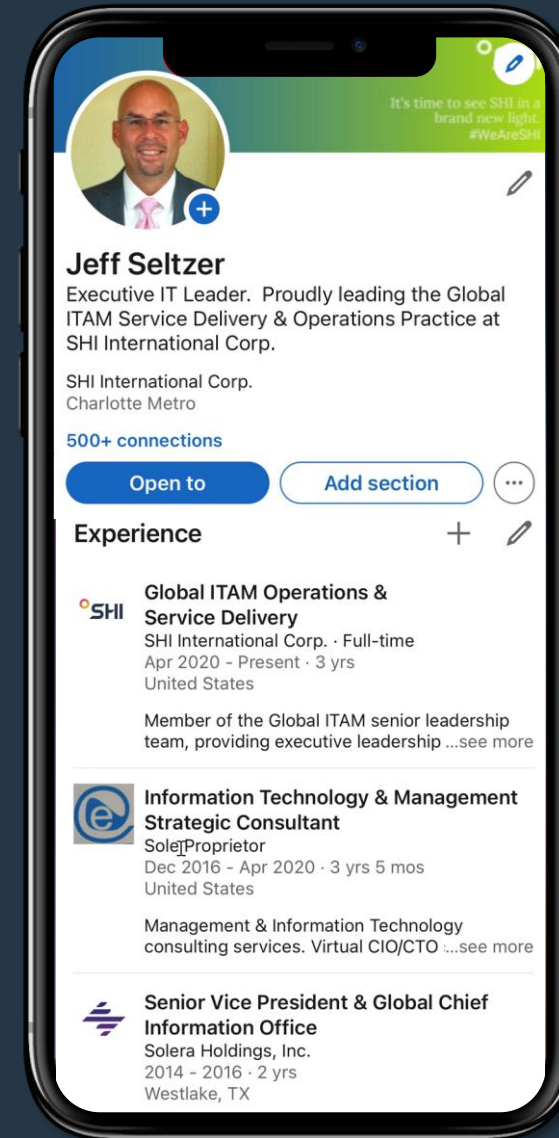 It's time to see SHI in a
brand new light.
#WeAreSHI
Jeff Seltzer
Executive IT Leader. Proudly leading the Global
ITAM Service Delivery & Operations Practice at
SHI International Corp.
SHI International Corp.
Charlotte Metro
500+ connections
Open to
Add section
Experience
SHI
Global ITAM Operations &
Service Delivery
SHI International Corp. · Full-time
Apr 2020 - Present · 3 yrs
United States
Member of the Global ITAM senior leadership
team, providing executive leadership ...see more
Information Technology & Management
Strategic Consultant
Sole Proprietor
Dec 2016 - Apr 2020 · 3 yrs 5 mos
United States
Management & Information Technology
consulting services. Virtual CIO/CTO ...see more
Senior Vice President & Global Chief
Information Office
Solera Holdings, Inc.
2014 - 2016 · 2 yrs
Westlake, TX